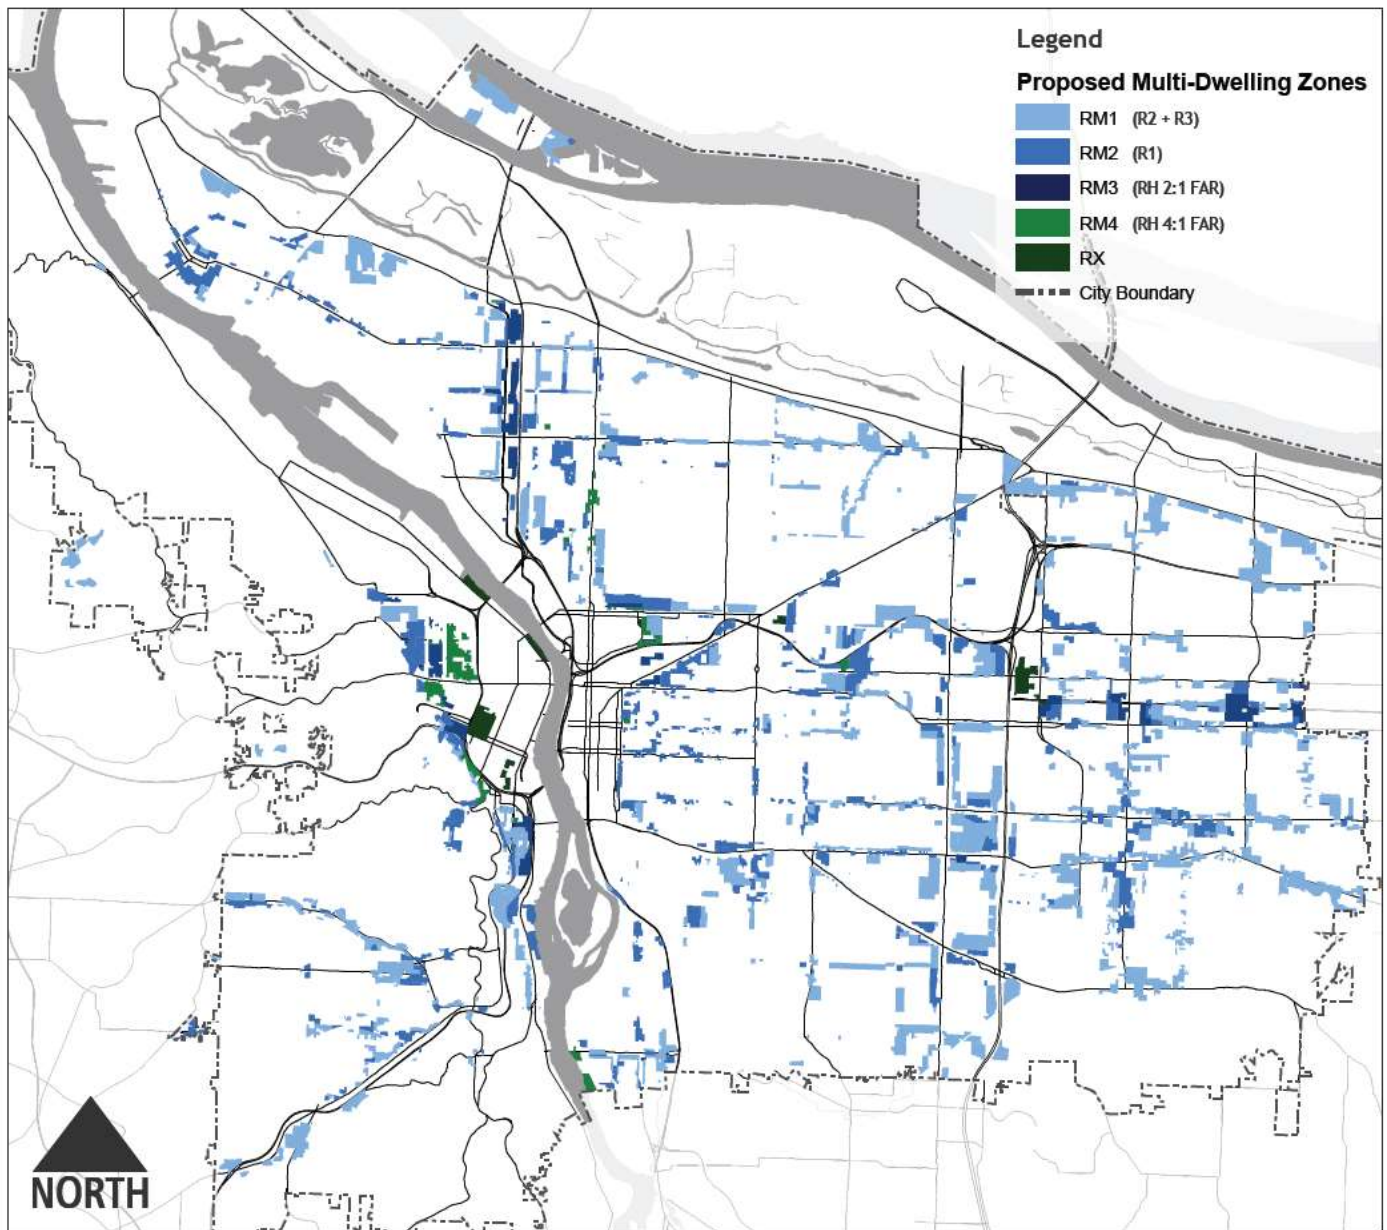 Legend
Proposed Multi-Dwelling Zones
RM1 (R2 + R3)
RM2 (R1)
RM3 (RH 2:1 FAR)
RM4 (RH 4:1 FAR)
RX
City Boundary
NORTH